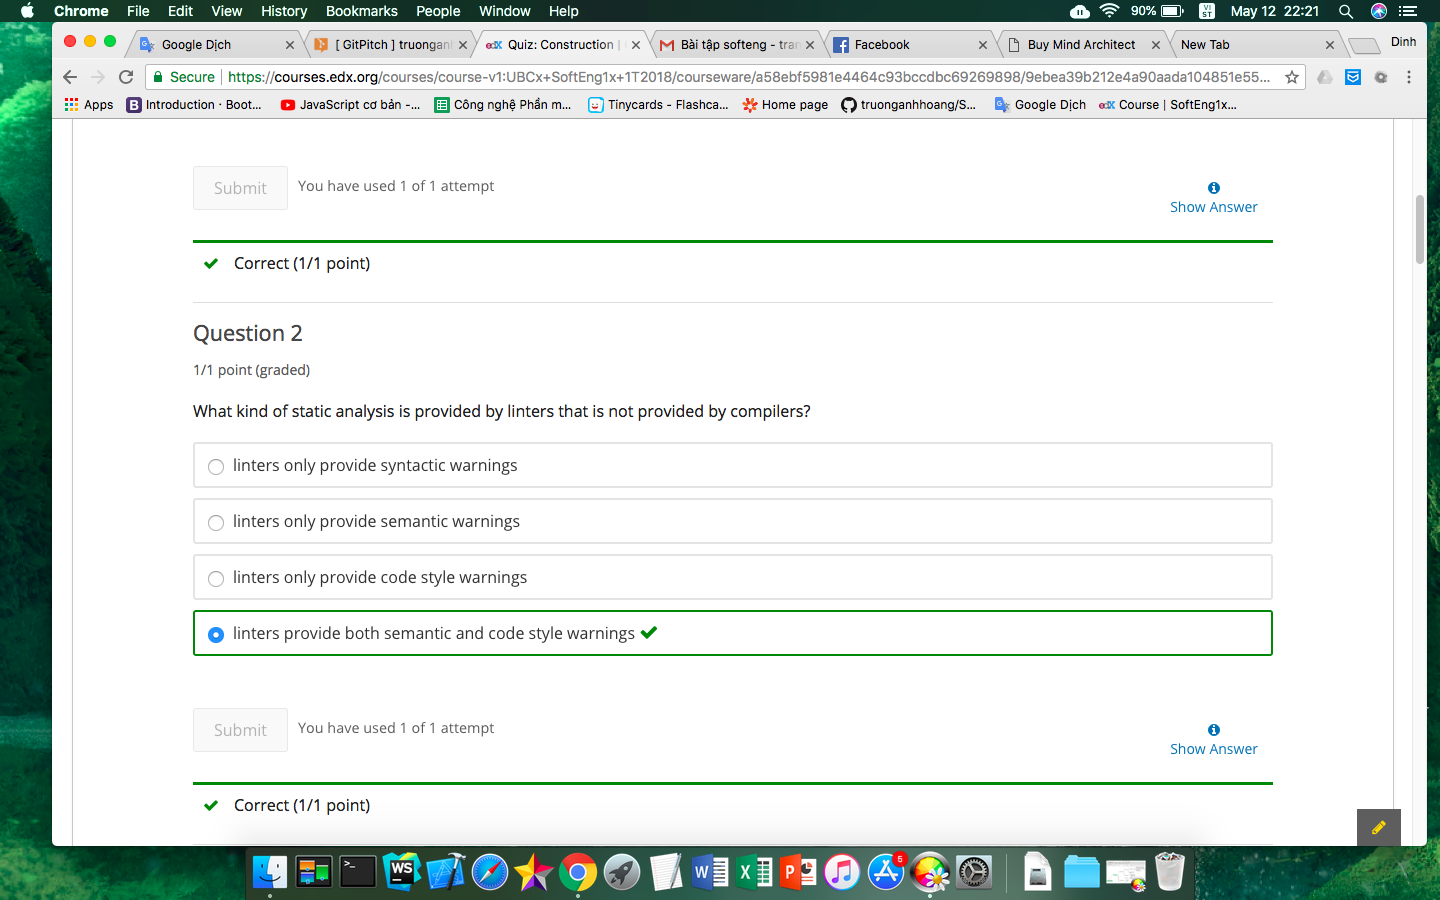 Chrome File Edit View History Bookmarks People Window Help 90% VI ST May 12 22:21
Google Dịch [ GitPitch ] truongan Quiz: Construction | Bài tập softeng - tran Facebook Buy Mind Architect New Tab Dinh
Secure | https://courses.edx.org/courses/course-v1:UBCx+SoftEng1x+1T2018/courseware/a58ebf5981e4464c93bccdbc69269898/9ebea39b212e4a90aada104851e55...
Apps Introduction · Boot... JavaScript cơ bản -... Công nghệ Phần m... Tinycards - Flashca... Home page truonganhhoang/S... Google Dịch Course | SoftEng1x...
Submit You have used 1 of 1 attempt
Show Answer
Correct (1/1 point)
Question 2
1/1 point (graded)
What kind of static analysis is provided by linters that is not provided by compilers?
linters only provide syntactic warnings
linters only provide semantic warnings
linters only provide code style warnings
linters provide both semantic and code style warnings
Submit You have used 1 of 1 attempt
Show Answer
Correct (1/1 point)
WS W X P 5